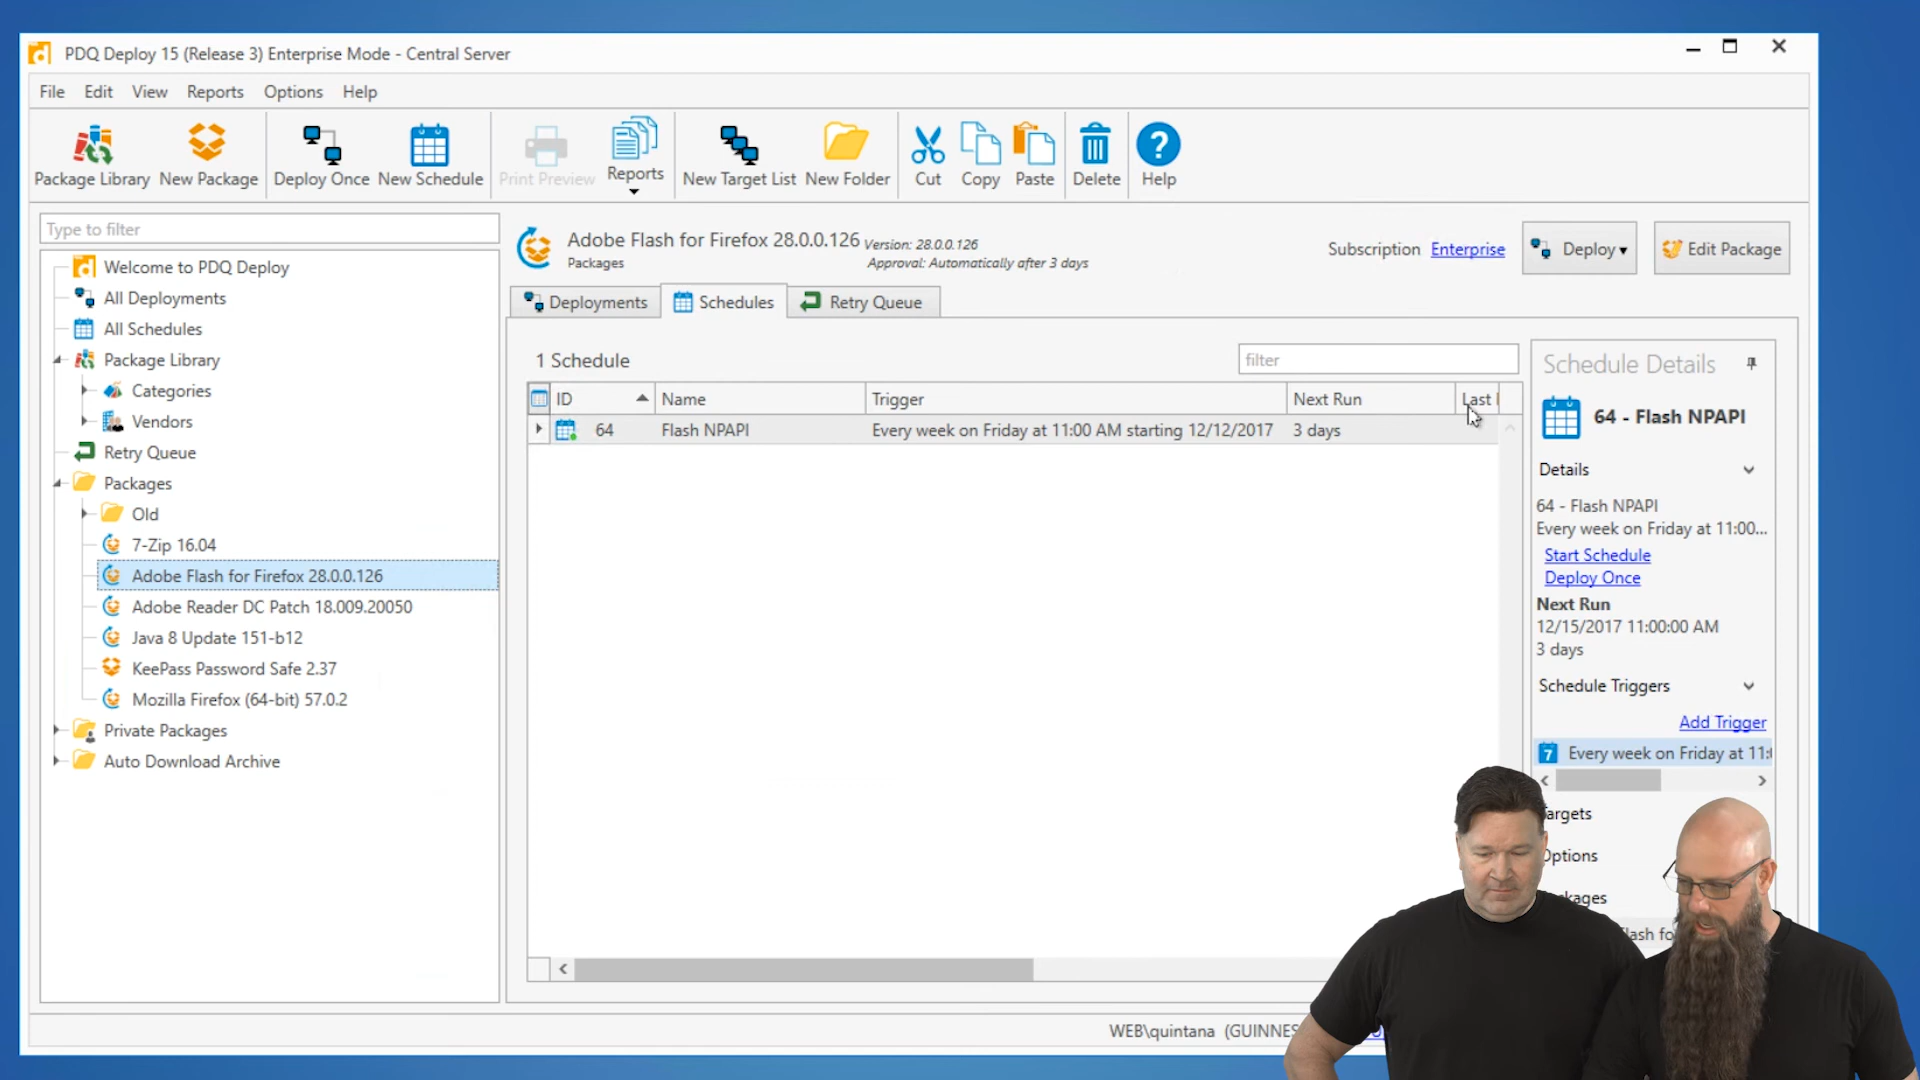 PDQ Deploy 15 (Release 3) Enterprise Mode - Central Server
File Edit View Reports Options Help
Package Library New Package Deploy Once New Schedule Print Preview Reports New Target List New Folder Cut Copy Paste Delete Help
Type to filter
Welcome to PDQ Deploy
All Deployments
All Schedules
Package Library
Categories
Vendors
Retry Queue
Packages
Old
7-Zip 16.04
Adobe Flash for Firefox 28.0.0.126
Adobe Reader DC Patch 18.009.20050
Java 8 Update 151-b12
KeePass Password Safe 2.37
Mozilla Firefox (64-bit) 57.0.2
Private Packages
Auto Download Archive
Adobe Flash for Firefox 28.0.0.126 Version: 28.0.0.126
Packages Approval: Automatically after 3 days
Subscription Enterprise Deploy Edit Package
Deployments Schedules Retry Queue
1 Schedule filter
ID Name Trigger Next Run Last
64 Flash NPAPI Every week on Friday at 11:00 AM starting 12/12/2017 3 days
Schedule Details
64 - Flash NPAPI
Details
64 - Flash NPAPI
Every week on Friday at 11:00...
Start Schedule
Deploy Once
Next Run
12/15/2017 11:00:00 AM
3 days
Schedule Triggers
Add Trigger
7 Every week on Friday at 11:
argets
Options
ckages
lash fo
WEB\quintana (GUINNES